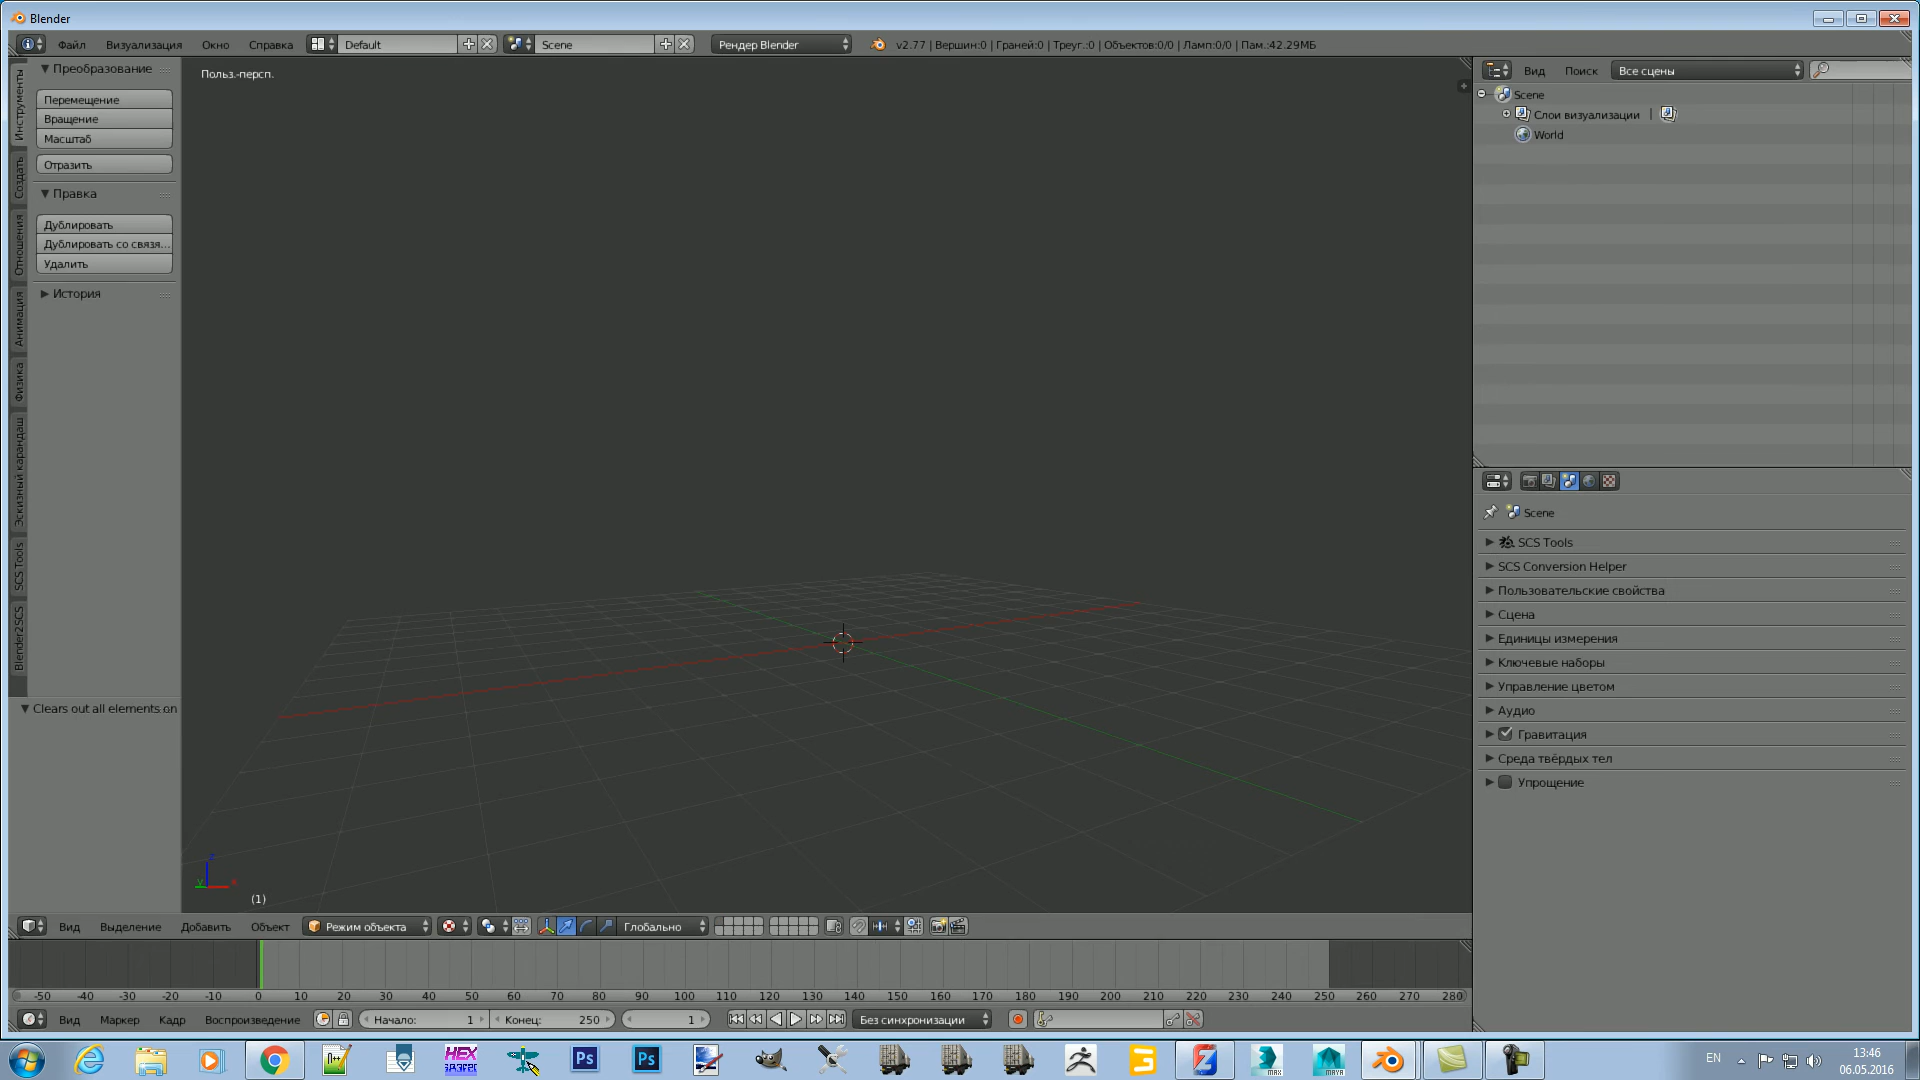 Blender
Файл Визуализация Окно Справка Default Scene Рендер Blender v2.77 | Вершин:0 | Граней:0 | Треуг.:0 | Объектов:0/0 | Ламп:0/0 | Пам.:42.29МБ
Инструменты
Создать
Отношения
Анимация
Физика
Эскизный карандаш
SCS Tools
Blender2SCS
Преобразование
Перемещение
Вращение
Масштаб
Отразить
Правка
Дублировать
Дублировать со связя...
Удалить
История
Clears out all elements on
Польз.-персп.
(1)
Вид Поиск Все сцены
Scene
Слои визуализации |
World
Scene
SCS Tools
SCS Conversion Helper
Пользовательские свойства
Сцена
Единицы измерения
Ключевые наборы
Управление цветом
Аудио
Гравитация
Среда твёрдых тел
Упрощение
Вид Выделение Добавить Объект Режим объекта Глобально
-50 -40 -30 -20 -10 0 10 20 30 40 50 60 70 80 90 100 110 120 130 140 150 160 170 180 190 200 210 220 230 240 250 260 270 280
Вид Маркер Кадр Воспроизведение Начало: 1 Конец: 250 1 Без синхронизации
HEX Ps Ps MAX MAYA EN 13:46
06.05.2016